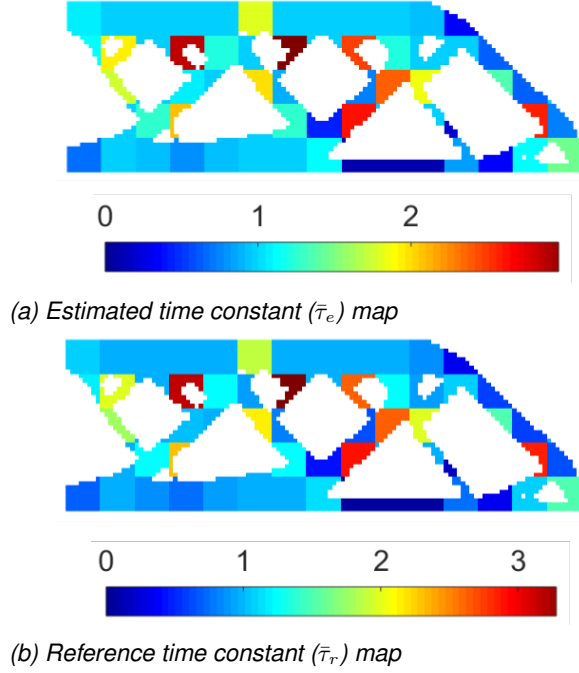 0 1 2
(a) Estimated time constant (τ̄ₑ) map
0 1 2 3
(b) Reference time constant (τ̄ᵣ) map